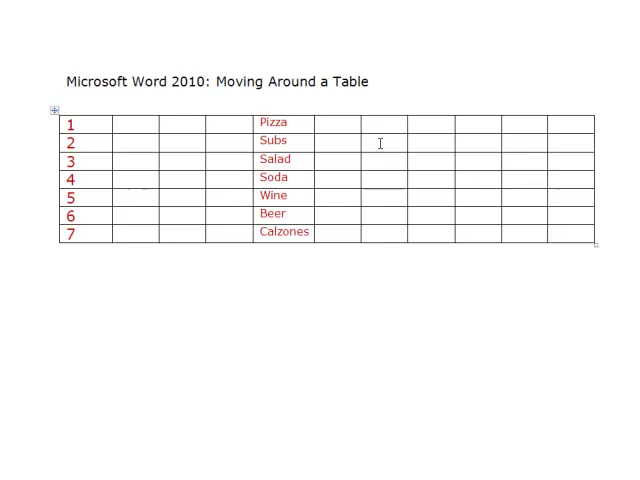 Microsoft Word 2010: Moving Around a Table
1 Pizza
2 Subs
3 Salad
4 Soda
5 Wine
6 Beer
7 Calzones